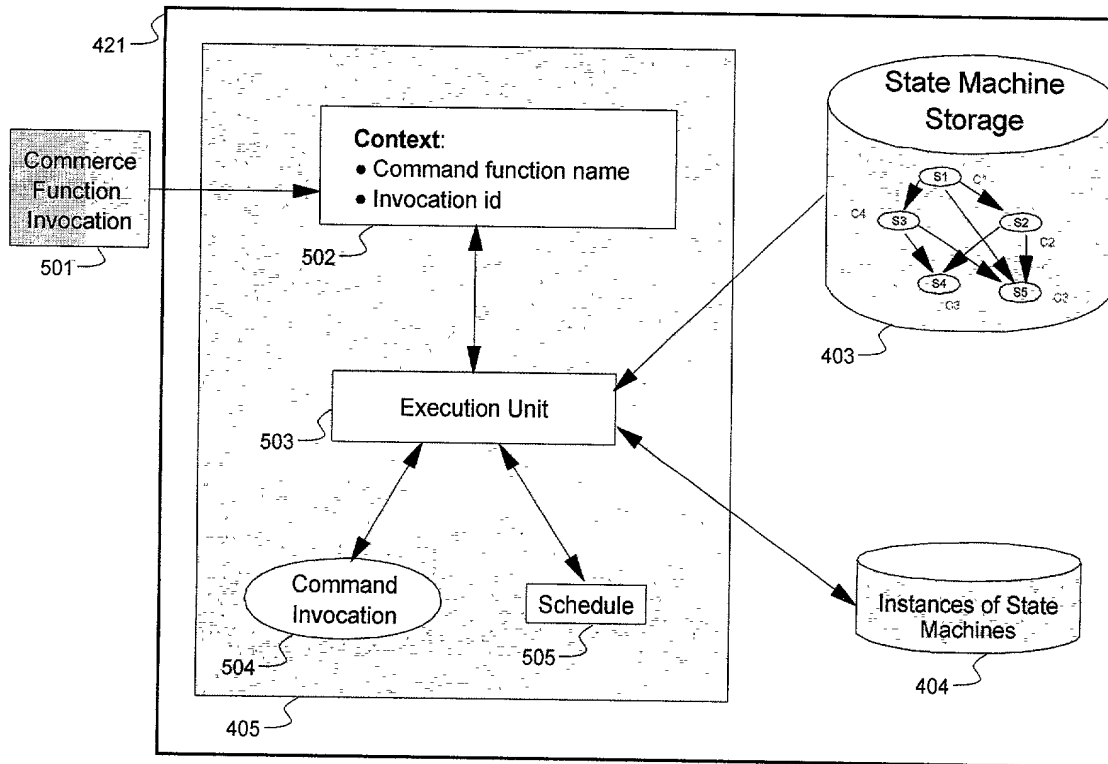 421
Commerce
Function
Invocation
501
Context:
• Command function name
• Invocation id
502
Execution Unit
503
Command
Invocation
504
Schedule
505
405
State Machine
Storage
S1
C1
C4
S3
S2
C2
S4
S5
C3
C3
403
Instances of State
Machines
404